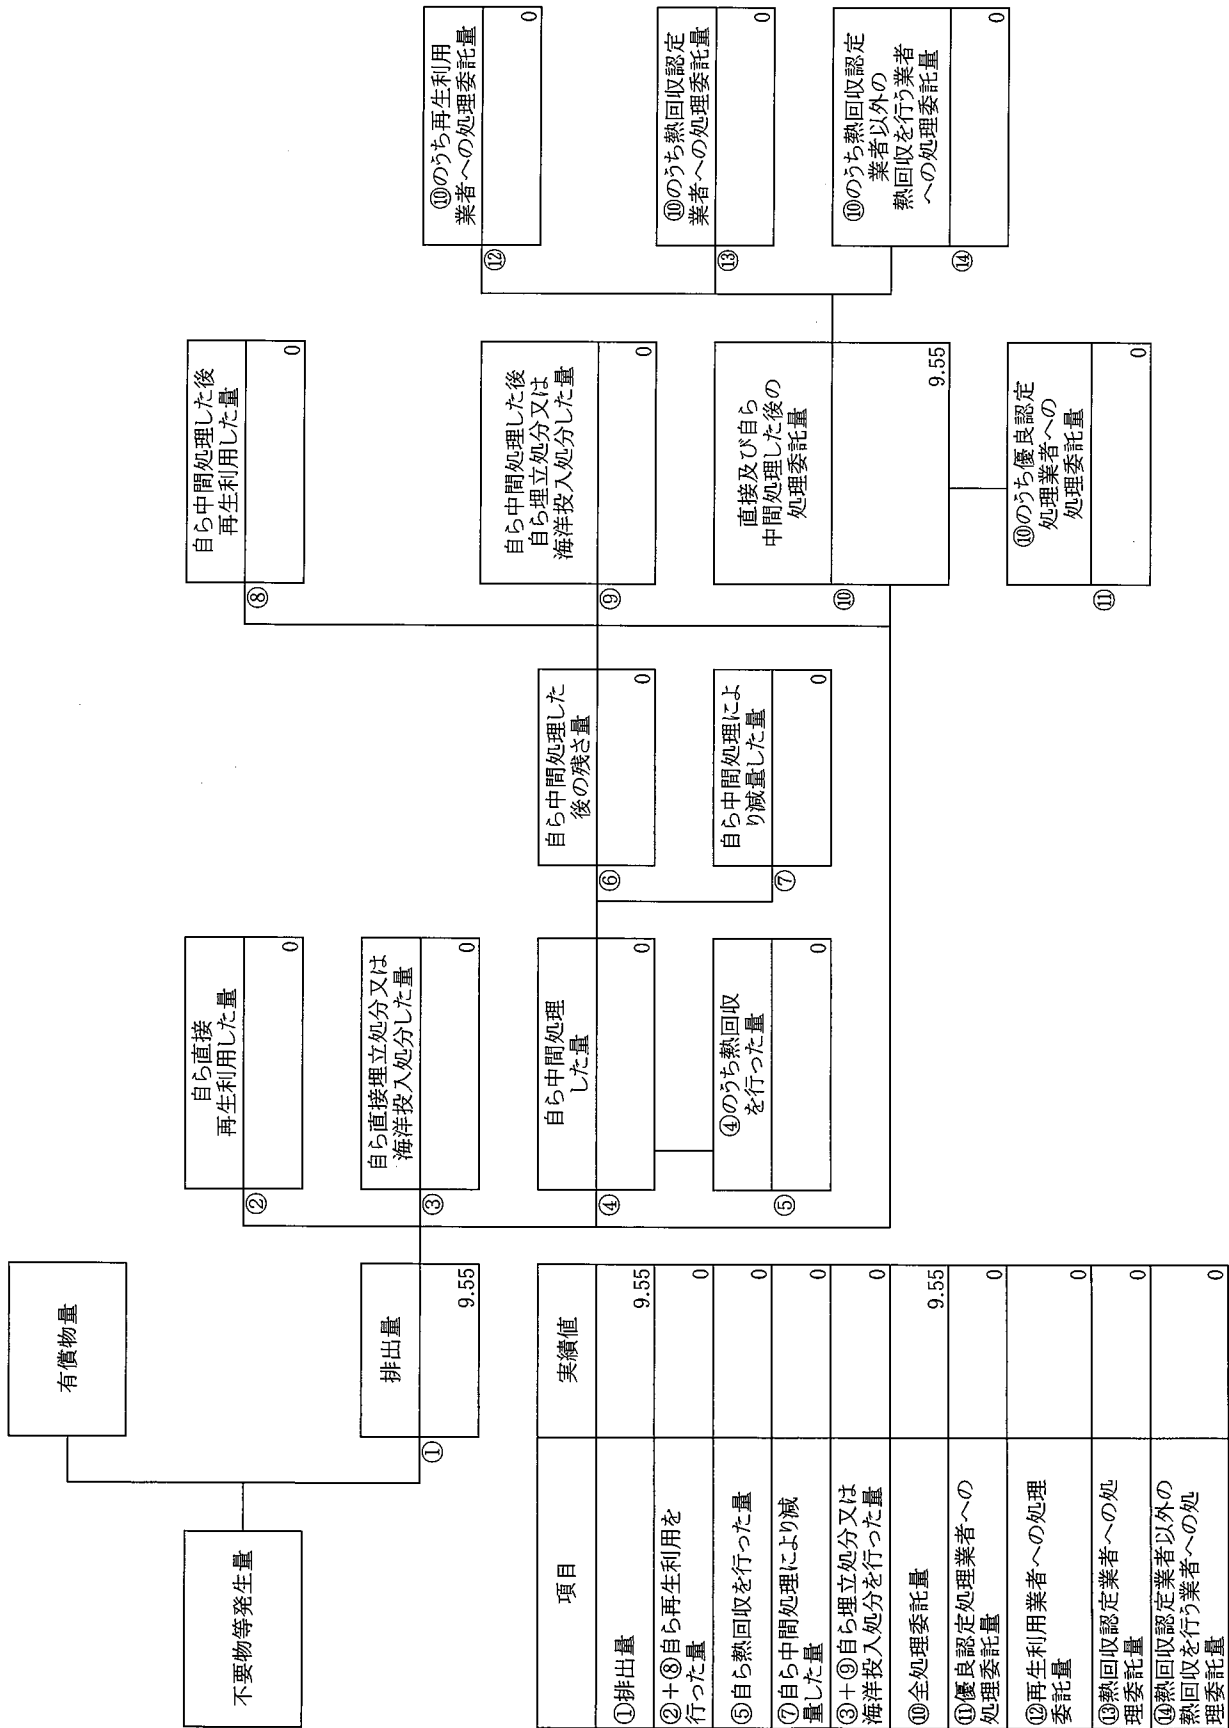 不要物等発生量
有償物量
排出量
①
9.55
自ら直接
再生利用した量
②
0
自ら直接埋立処分又は
海洋投入処分した量
③
0
自ら中間処理
した量
④
0
④のうち熱回収
を行った量
⑤
0
自ら中間処理した
後の残さ量
⑥
0
自ら中間処理によ
り減量した量
⑦
0
自ら中間処理した後
再生利用した量
⑧
0
自ら中間処理した後
自ら埋立処分又は
海洋投入処分した量
⑨
0
直接及び自ら
中間処理した後の
処理委託量
⑩
9.55
⑩のうち優良認定
処理業者への
処理委託量
⑪
0
⑩のうち再生利用
業者への処理委託量
⑫
0
⑩のうち熱回収認定
業者への処理委託量
⑬
0
⑩のうち熱回収認定
業者以外の
熱回収を行う業者
への処理委託量
⑭
0
項目 実績値
①排出量 9.55
②+⑧自ら再生利用を
行った量 0
⑤自ら熱回収を行った量 0
⑦自ら中間処理により減
量した量 0
③+⑨自ら埋立処分又は
海洋投入処分を行った量 0
⑩全処理委託量 9.55
⑪優良認定処理業者への
処理委託量 0
⑫再生利用業者への処理
委託量 0
⑬熱回収認定業者への処
理委託量 0
⑭熱回収認定業者以外の
熱回収を行う業者への処
理委託量 0